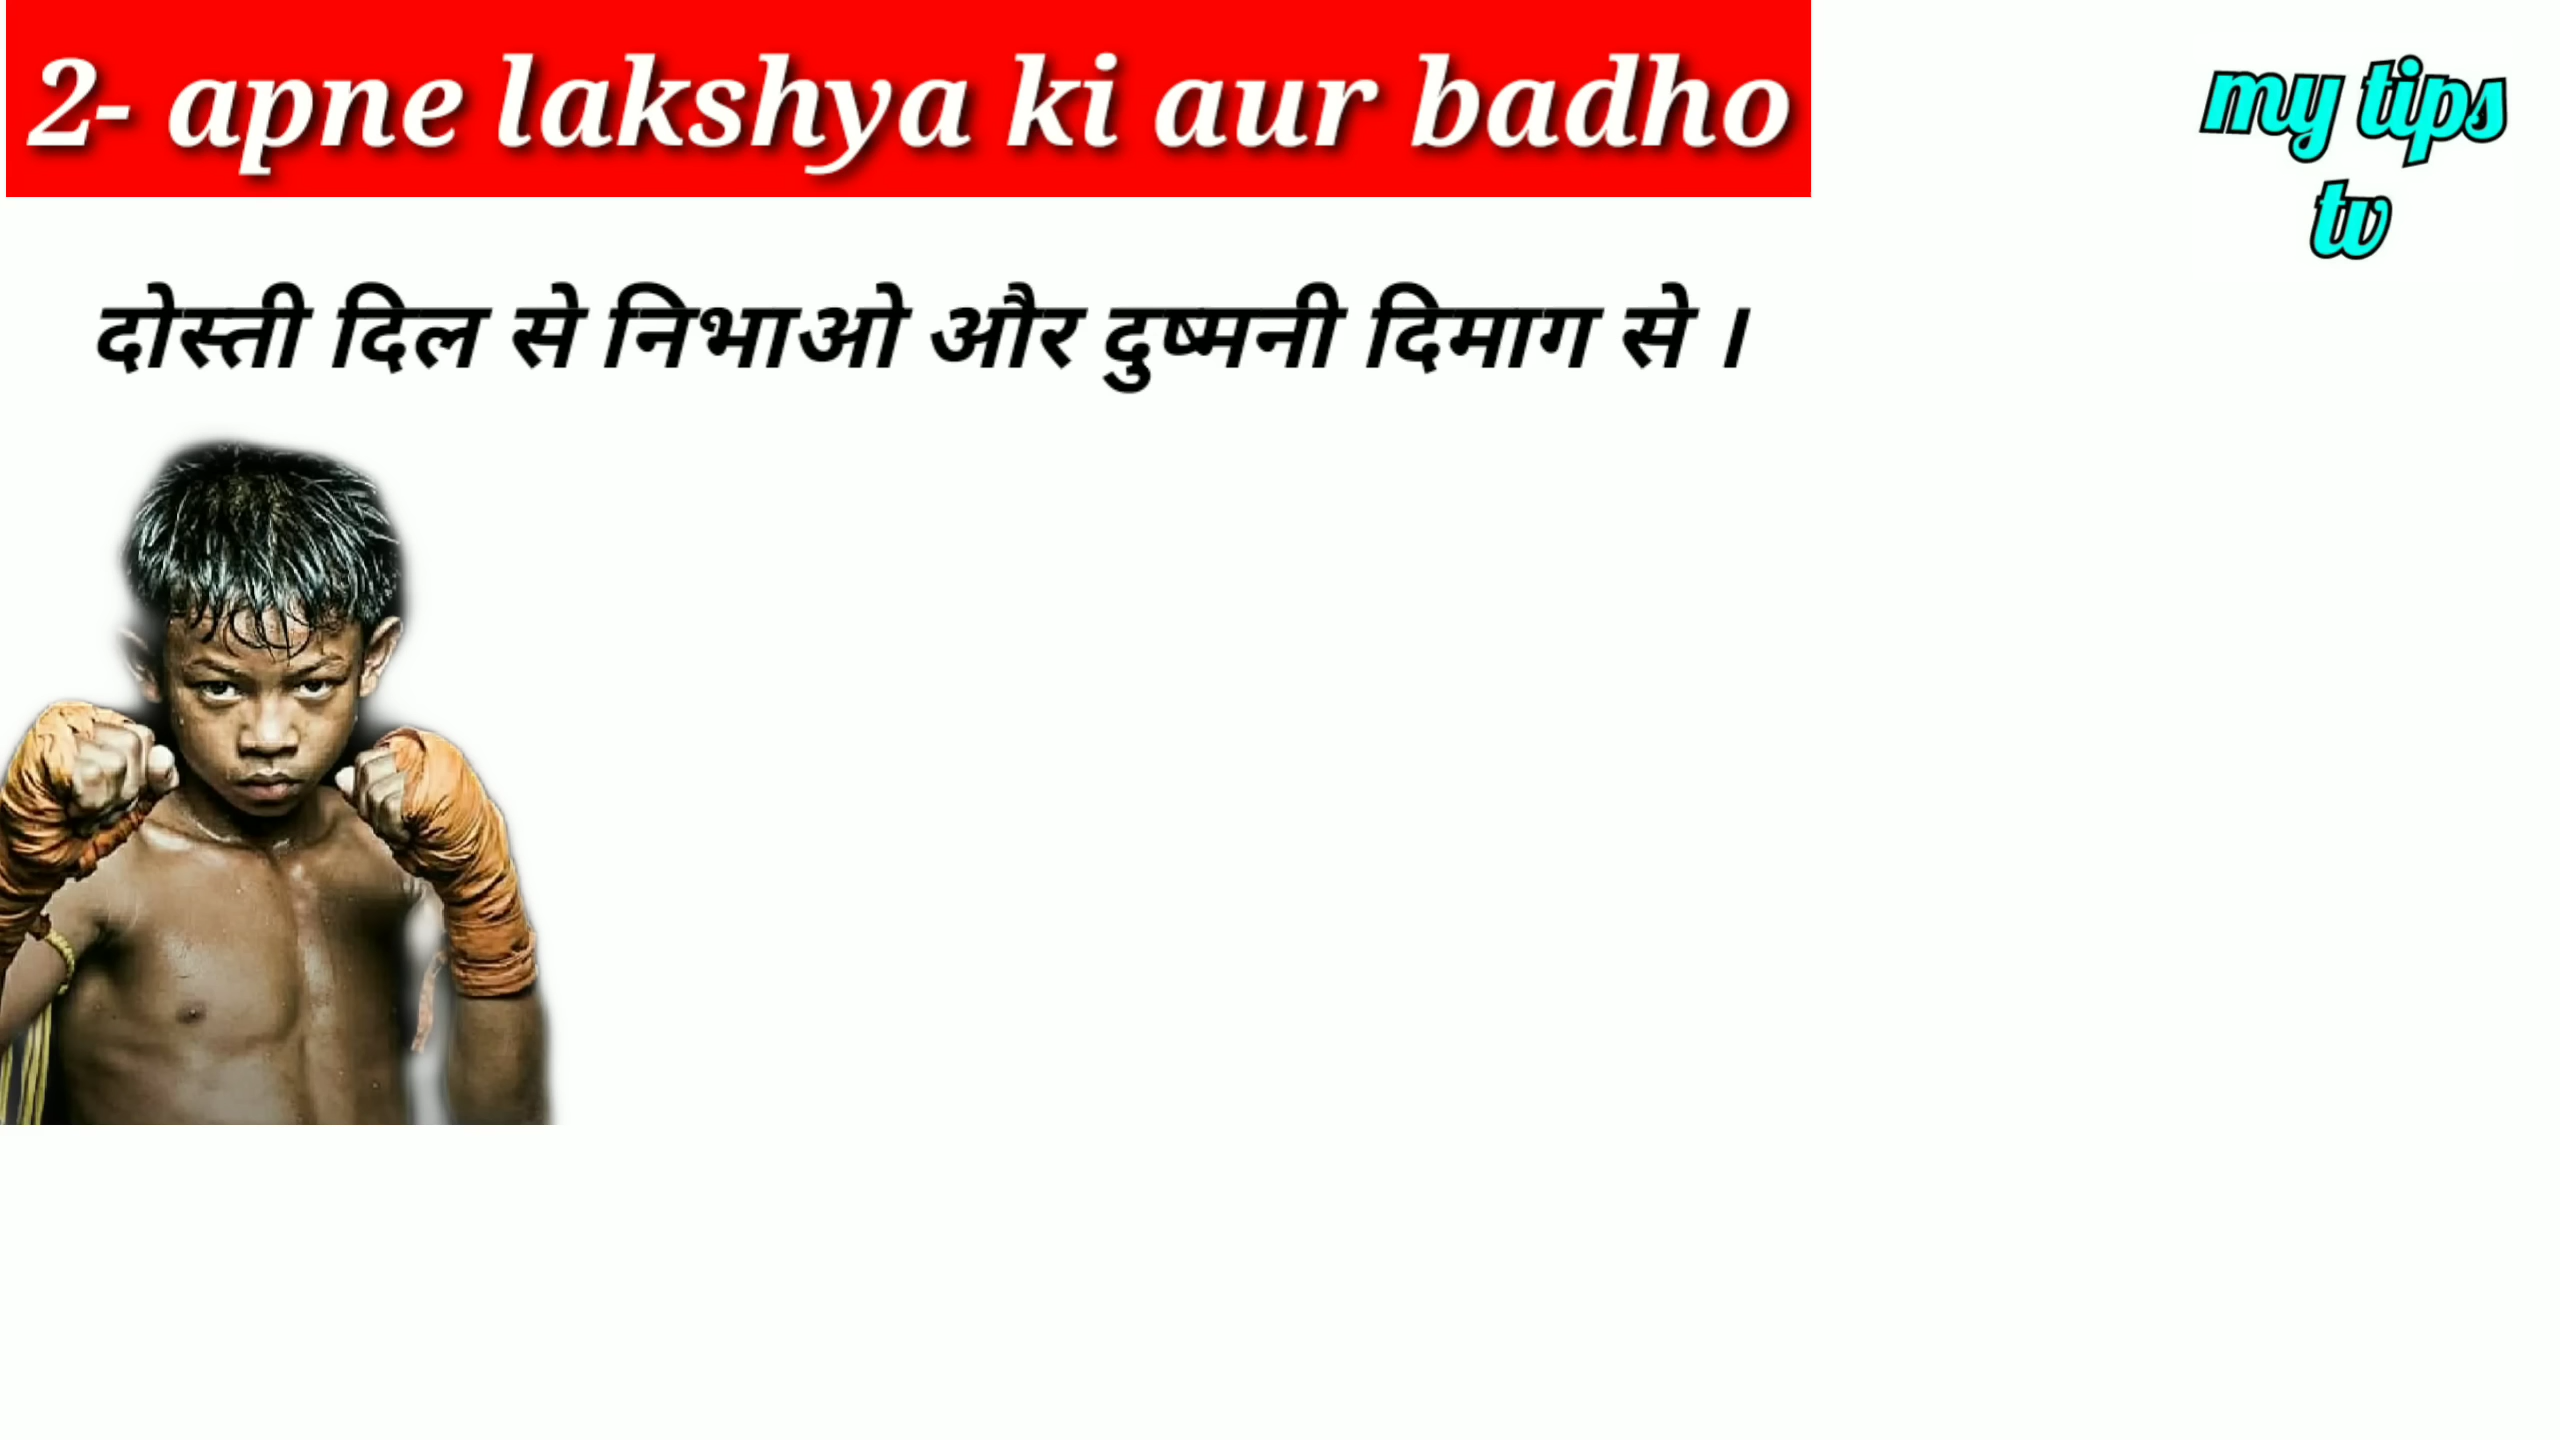 2- apne lakshya ki aur badho
my tips
tv
दोस्ती दिल से निभाओ और दुष्मनी दिमाग से ।